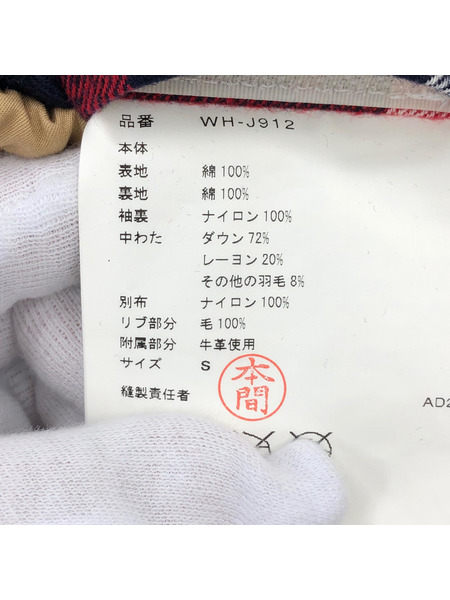 品番 WH-J912
本体
表地 綿 100%
裏地 綿 100%
袖裏 ナイロン 100%
中わた ダウン 72%
レーヨン 20%
その他の羽毛 8%
別布 ナイロン 100%
リブ部分 毛 100%
附属部分 牛革使用
サイズ S
本間
縫製責任者
AD2